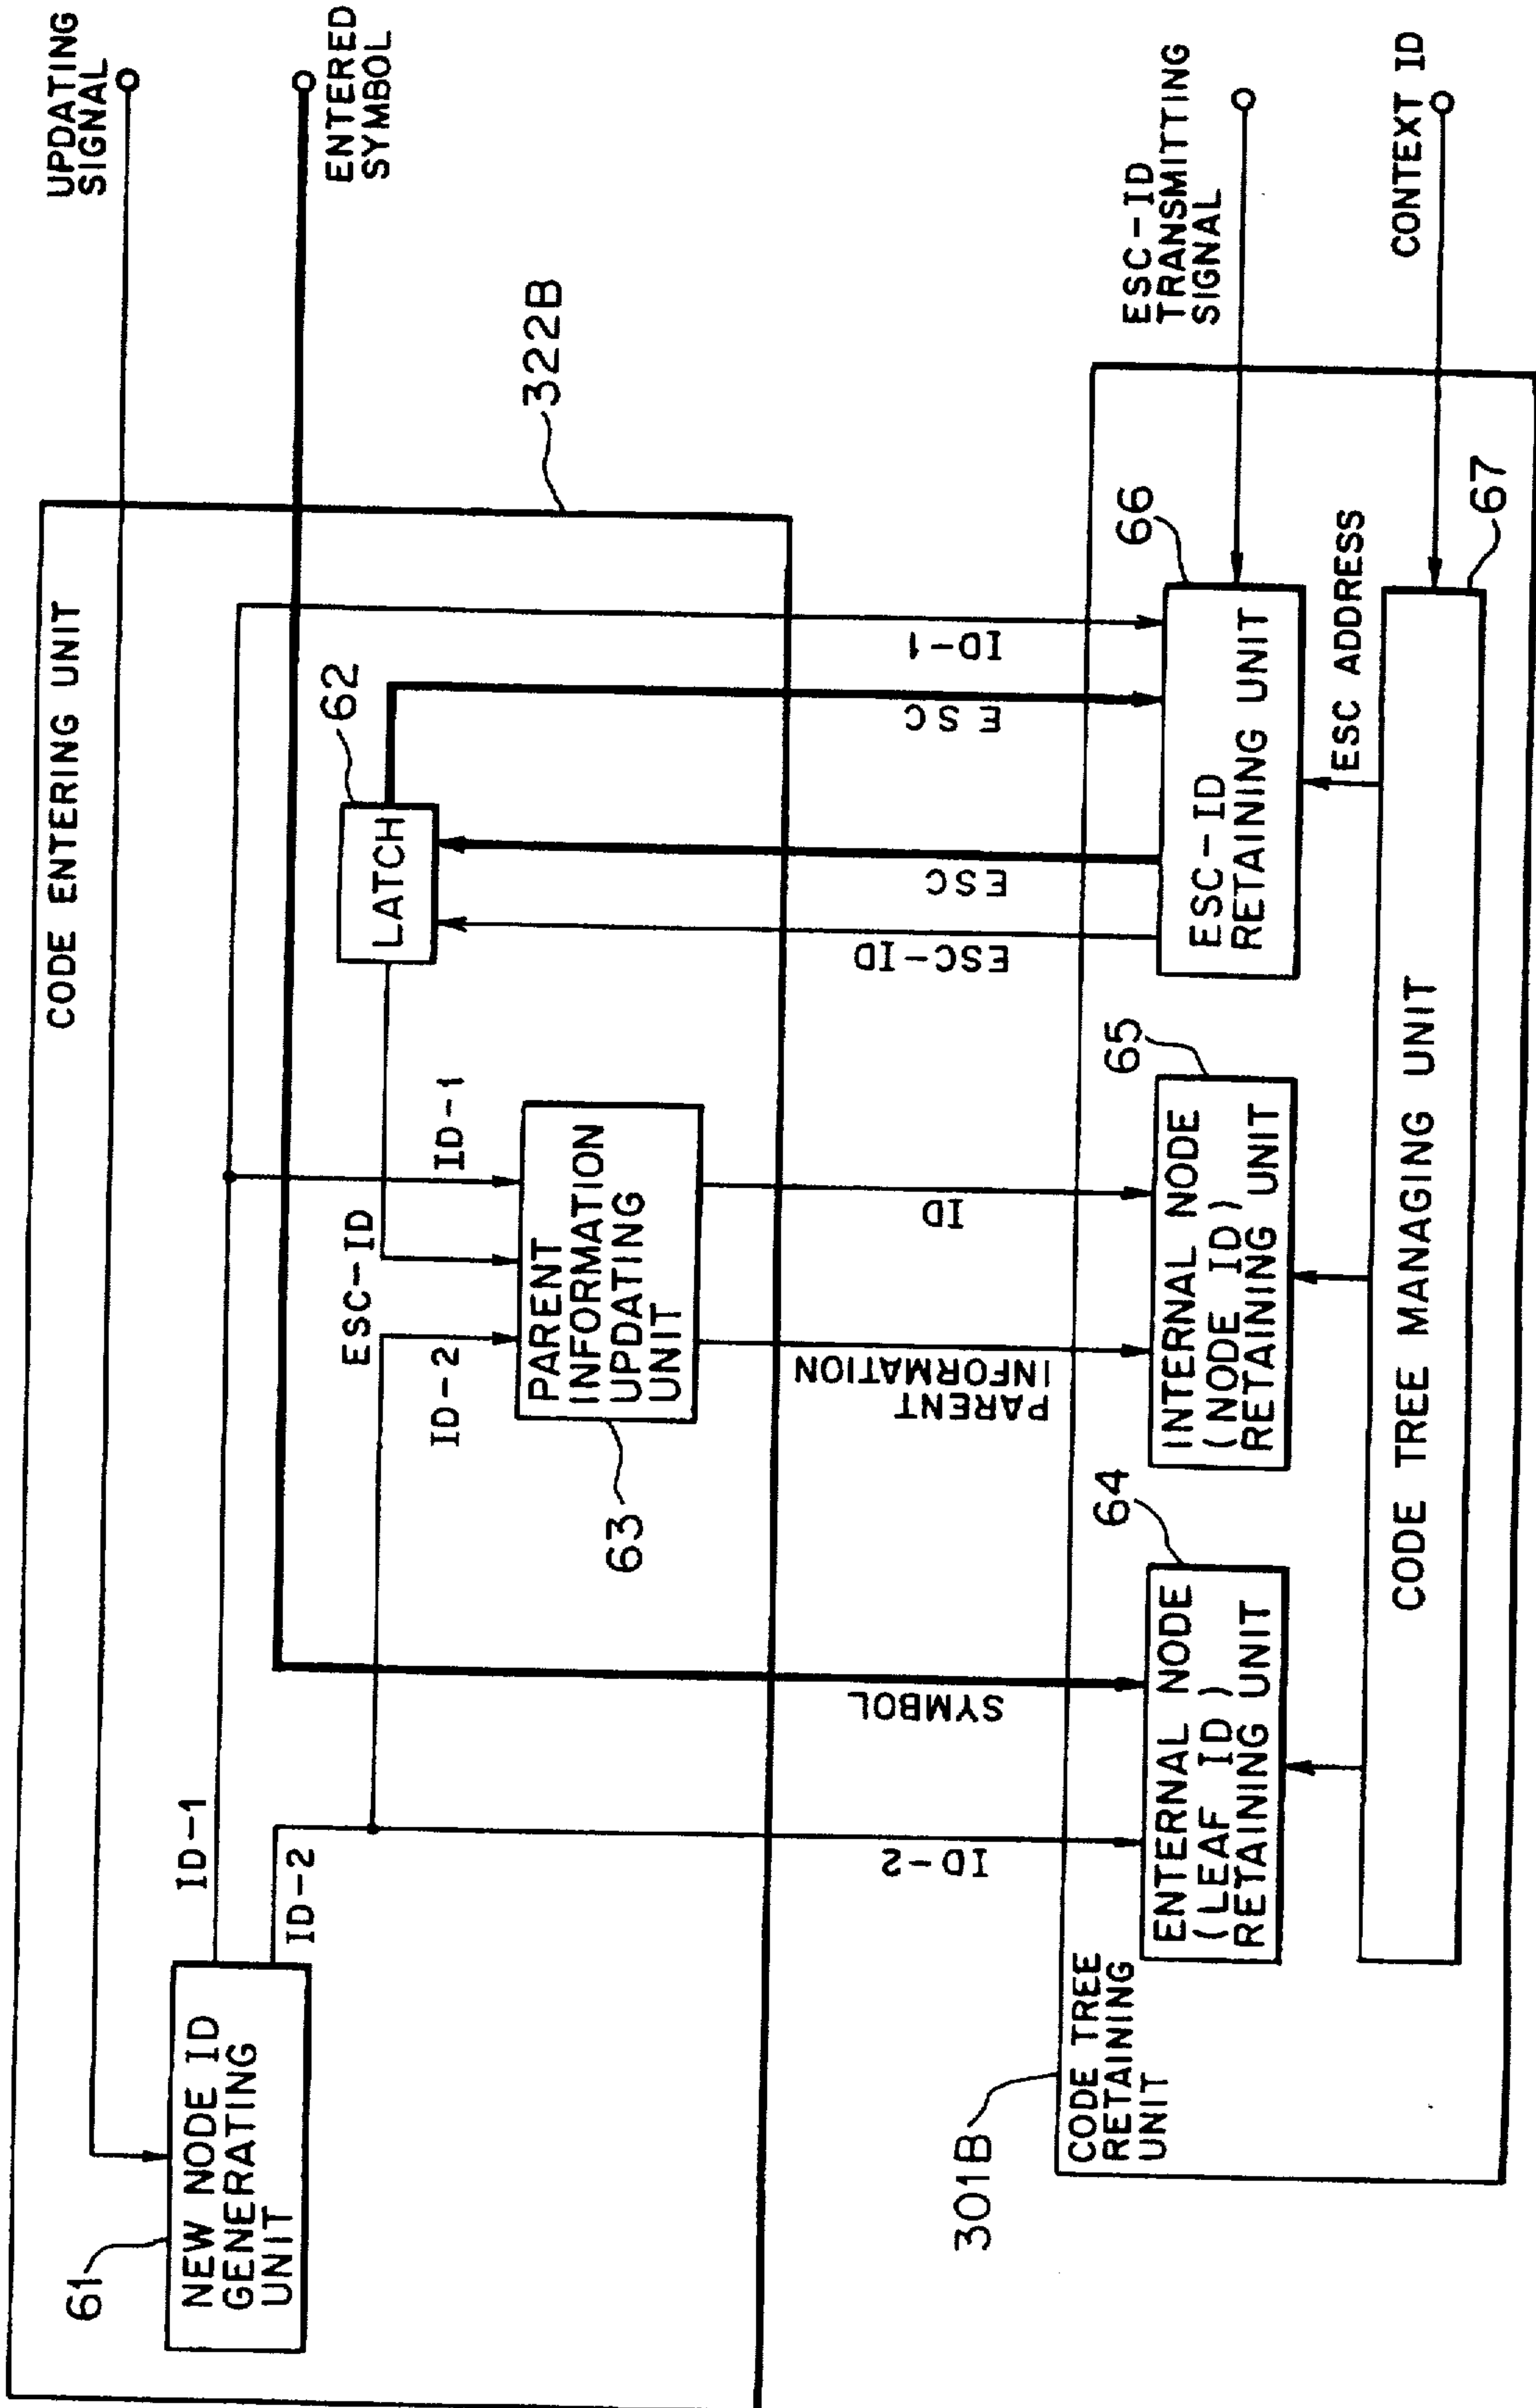 UPDATING
SIGNAL
ENTERED
SYMBOL
CODE ENTERING UNIT
322B
61
NEW NODE ID
GENERATING
UNIT
ID-1
ID-2
62
LATCH
ESC-ID
ID-1
ID-2
63
PARENT
INFORMATION
UPDATING
UNIT
ID-2
SYMBOL
PARENT
INFORMATION
ID
ESC-ID
ESC
ESC
ID-1
ESC-ID
TRANSMITTING
SIGNAL
CONTEXT ID
301B
CODE TREE
RETAINING
UNIT
64
ENTERNAL NODE
(LEAF ID)
RETAINING UNIT
65
INTERNAL NODE
(NODE ID)
RETAINING UNIT
66
ESC-ID
RETAINING UNIT
ESC ADDRESS
67
CODE TREE MANAGING UNIT